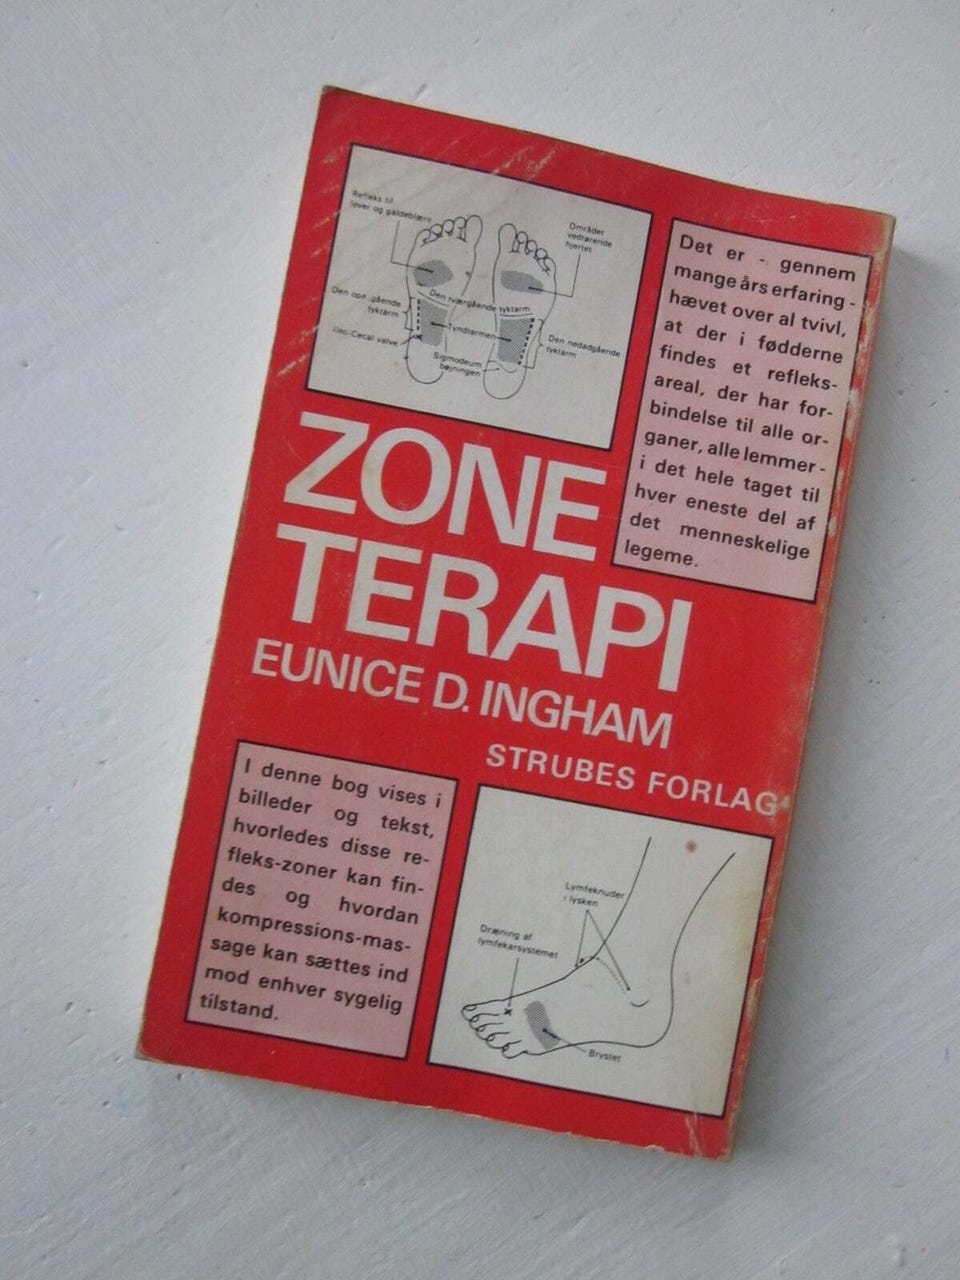 Refleks til
lever og galdeblære
Området
vedrørende
hjertet
Den tværgående tyktarm
tyktarm
Tyndtarmen
Ileo-Cecal valve
Den nedadgående
tyktarm
Sigmodeum
bøjningen
Det er - gennem
mange års erfaring -
hævet over al tvivl,
at der i fødderne
findes et refleks-
areal, der har for-
bindelse til alle or-
ganer, alle lemmer -
i det hele taget til
hver eneste del af
det menneskelige
legeme.
ZONE
TERAPI
EUNICE D. INGHAM
STRUBES FORLAG
I denne bog vises i
billeder og tekst,
hvorledes disse re-
fleks-zoner kan fin-
des og hvordan
kompressions-mas-
sage kan sættes ind
mod enhver sygelig
tilstand.
Lymfeknuder
i lysken
Dræning af
lymfekarsystemet
Brystet